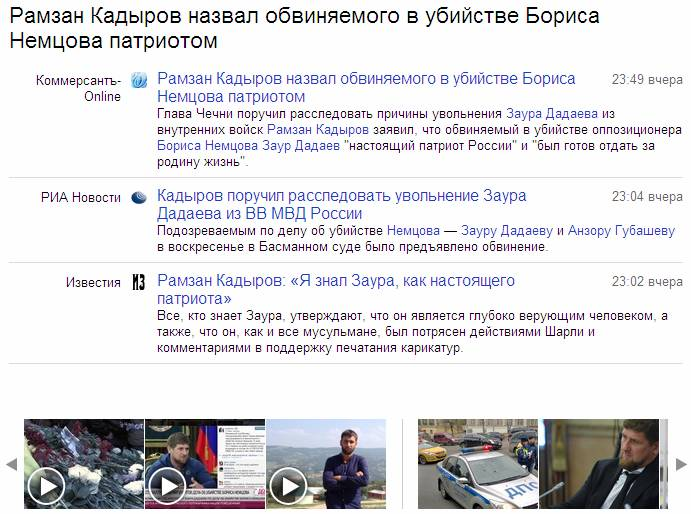 Рамзан Кадыров назвал обвиняемого в убийстве Бориса
Немцова патриотом
Коммерсантъ-
Online
Рамзан Кадыров назвал обвиняемого в убийстве Бориса
Немцова патриотом
23:49 вчера
Глава Чечни поручил расследовать причины увольнения Заура Дадаева из
внутренних войск Рамзан Кадыров заявил, что обвиняемый в убийстве оппозиционера
Бориса Немцова Заур Дадаев "настоящий патриот России" и "был готов отдать за
родину жизнь".
РИА Новости
Кадыров поручил расследовать увольнение Заура
Дадаева из ВВ МВД России
23:04 вчера
Подозреваемым по делу об убийстве Немцова — Зауру Дадаеву и Анзору Губашеву
в воскресенье в Басманном суде было предъявлено обвинение.
Известия
ИЗ
Рамзан Кадыров: «Я знал Заура, как настоящего
патриота»
23:02 вчера
Все, кто знает Заура, утверждают, что он является глубоко верующим человеком, а
также, что он, как и все мусульмане, был потрясен действиями Шарли и
комментариями в поддержку печатания карикатур.
ДПС